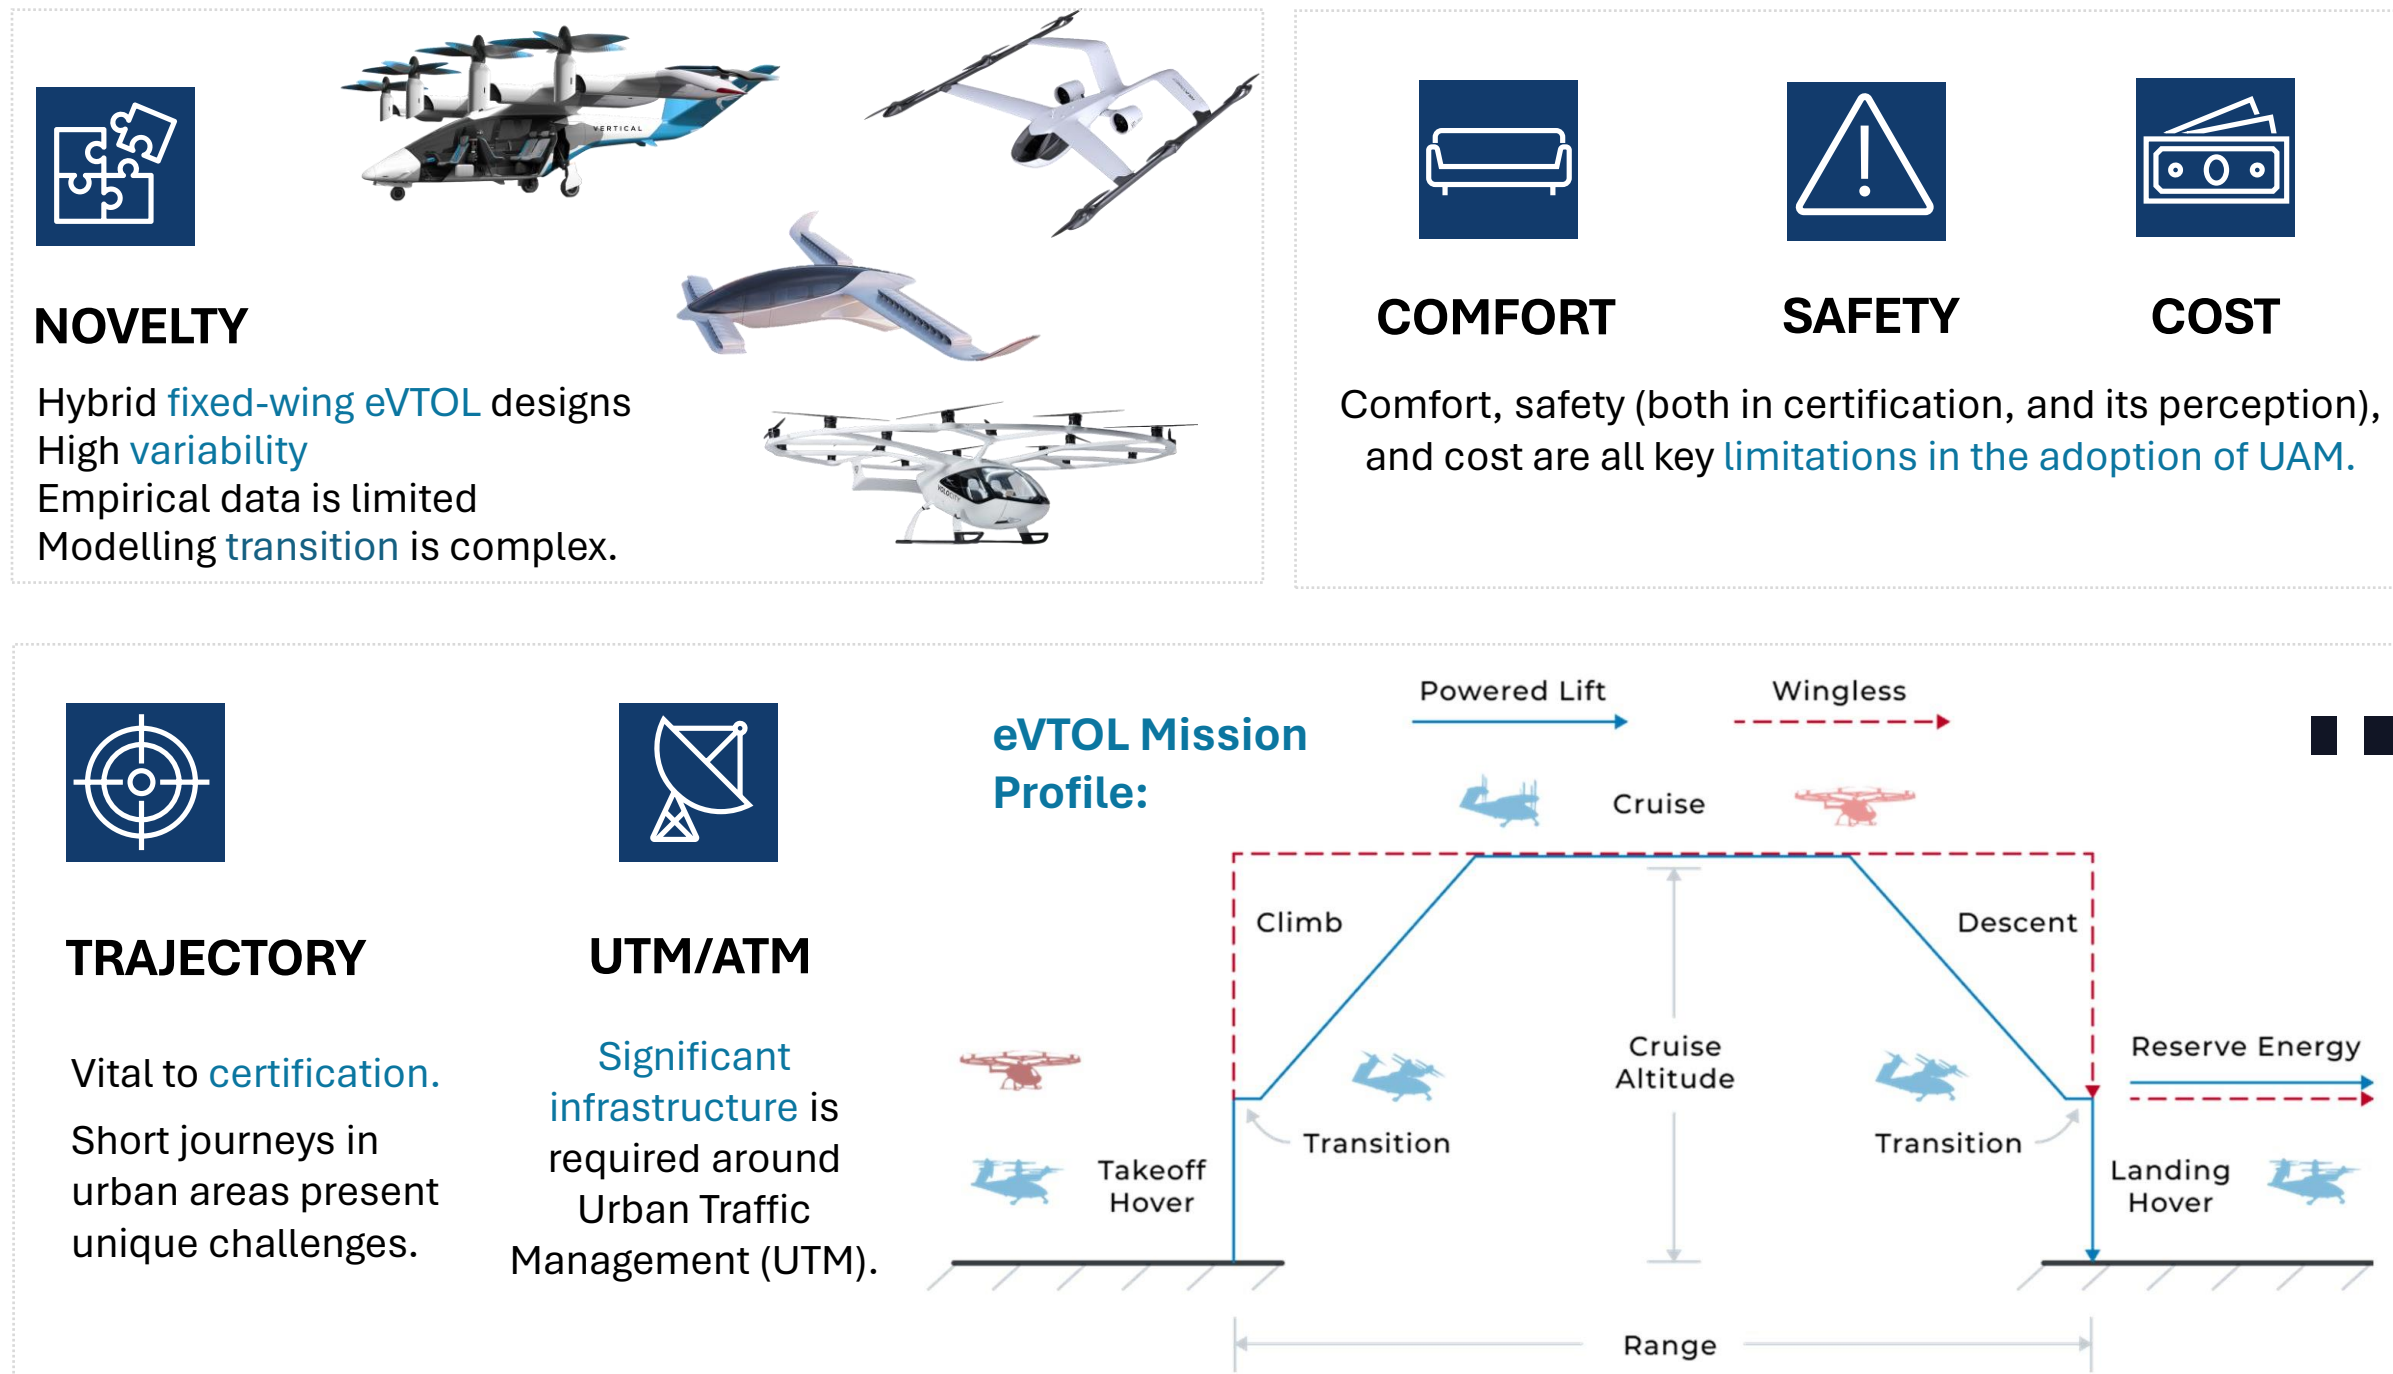 VERTICAL
NOVELTY
Hybrid fixed-wing eVTOL designs
High variability
Empirical data is limited
Modelling transition is complex.
VOLOCITY
COMFORT
SAFETY
COST
Comfort, safety (both in certification, and its perception),
and cost are all key limitations in the adoption of UAM.
TRAJECTORY
Vital to certification.
Short journeys in
urban areas present
unique challenges.
UTM/ATM
Significant
infrastructure is
required around
Urban Traffic
Management (UTM).
eVTOL Mission
Profile:
Powered Lift
Wingless
Cruise
Climb
Descent
Cruise
Altitude
Reserve Energy
Transition
Transition
Takeoff
Hover
Landing
Hover
Range